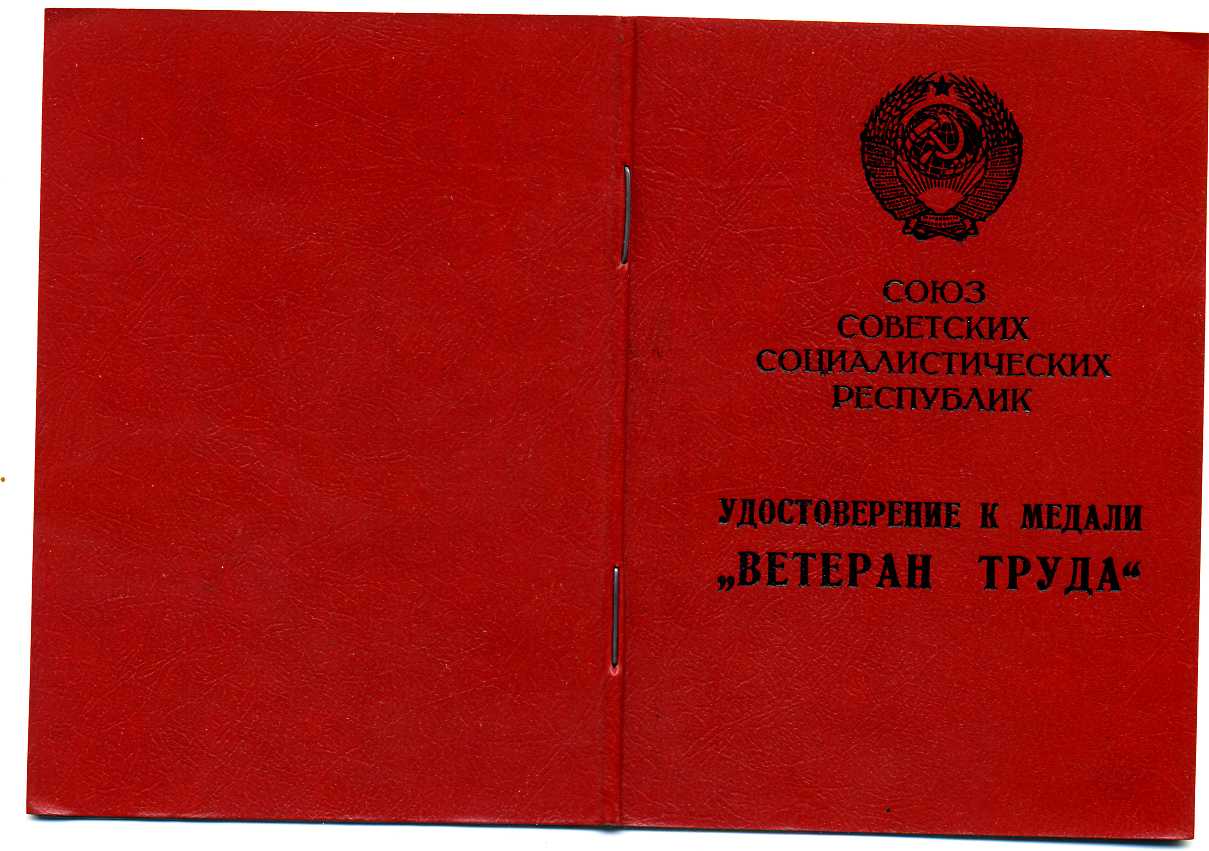 СОЮЗ
СОВЕТСКИХ
СОЦИАЛИСТИЧЕСКИХ
РЕСПУБЛИК
УДОСТОВЕРЕНИЕ К МЕДАЛИ
„ВЕТЕРАН ТРУДА“